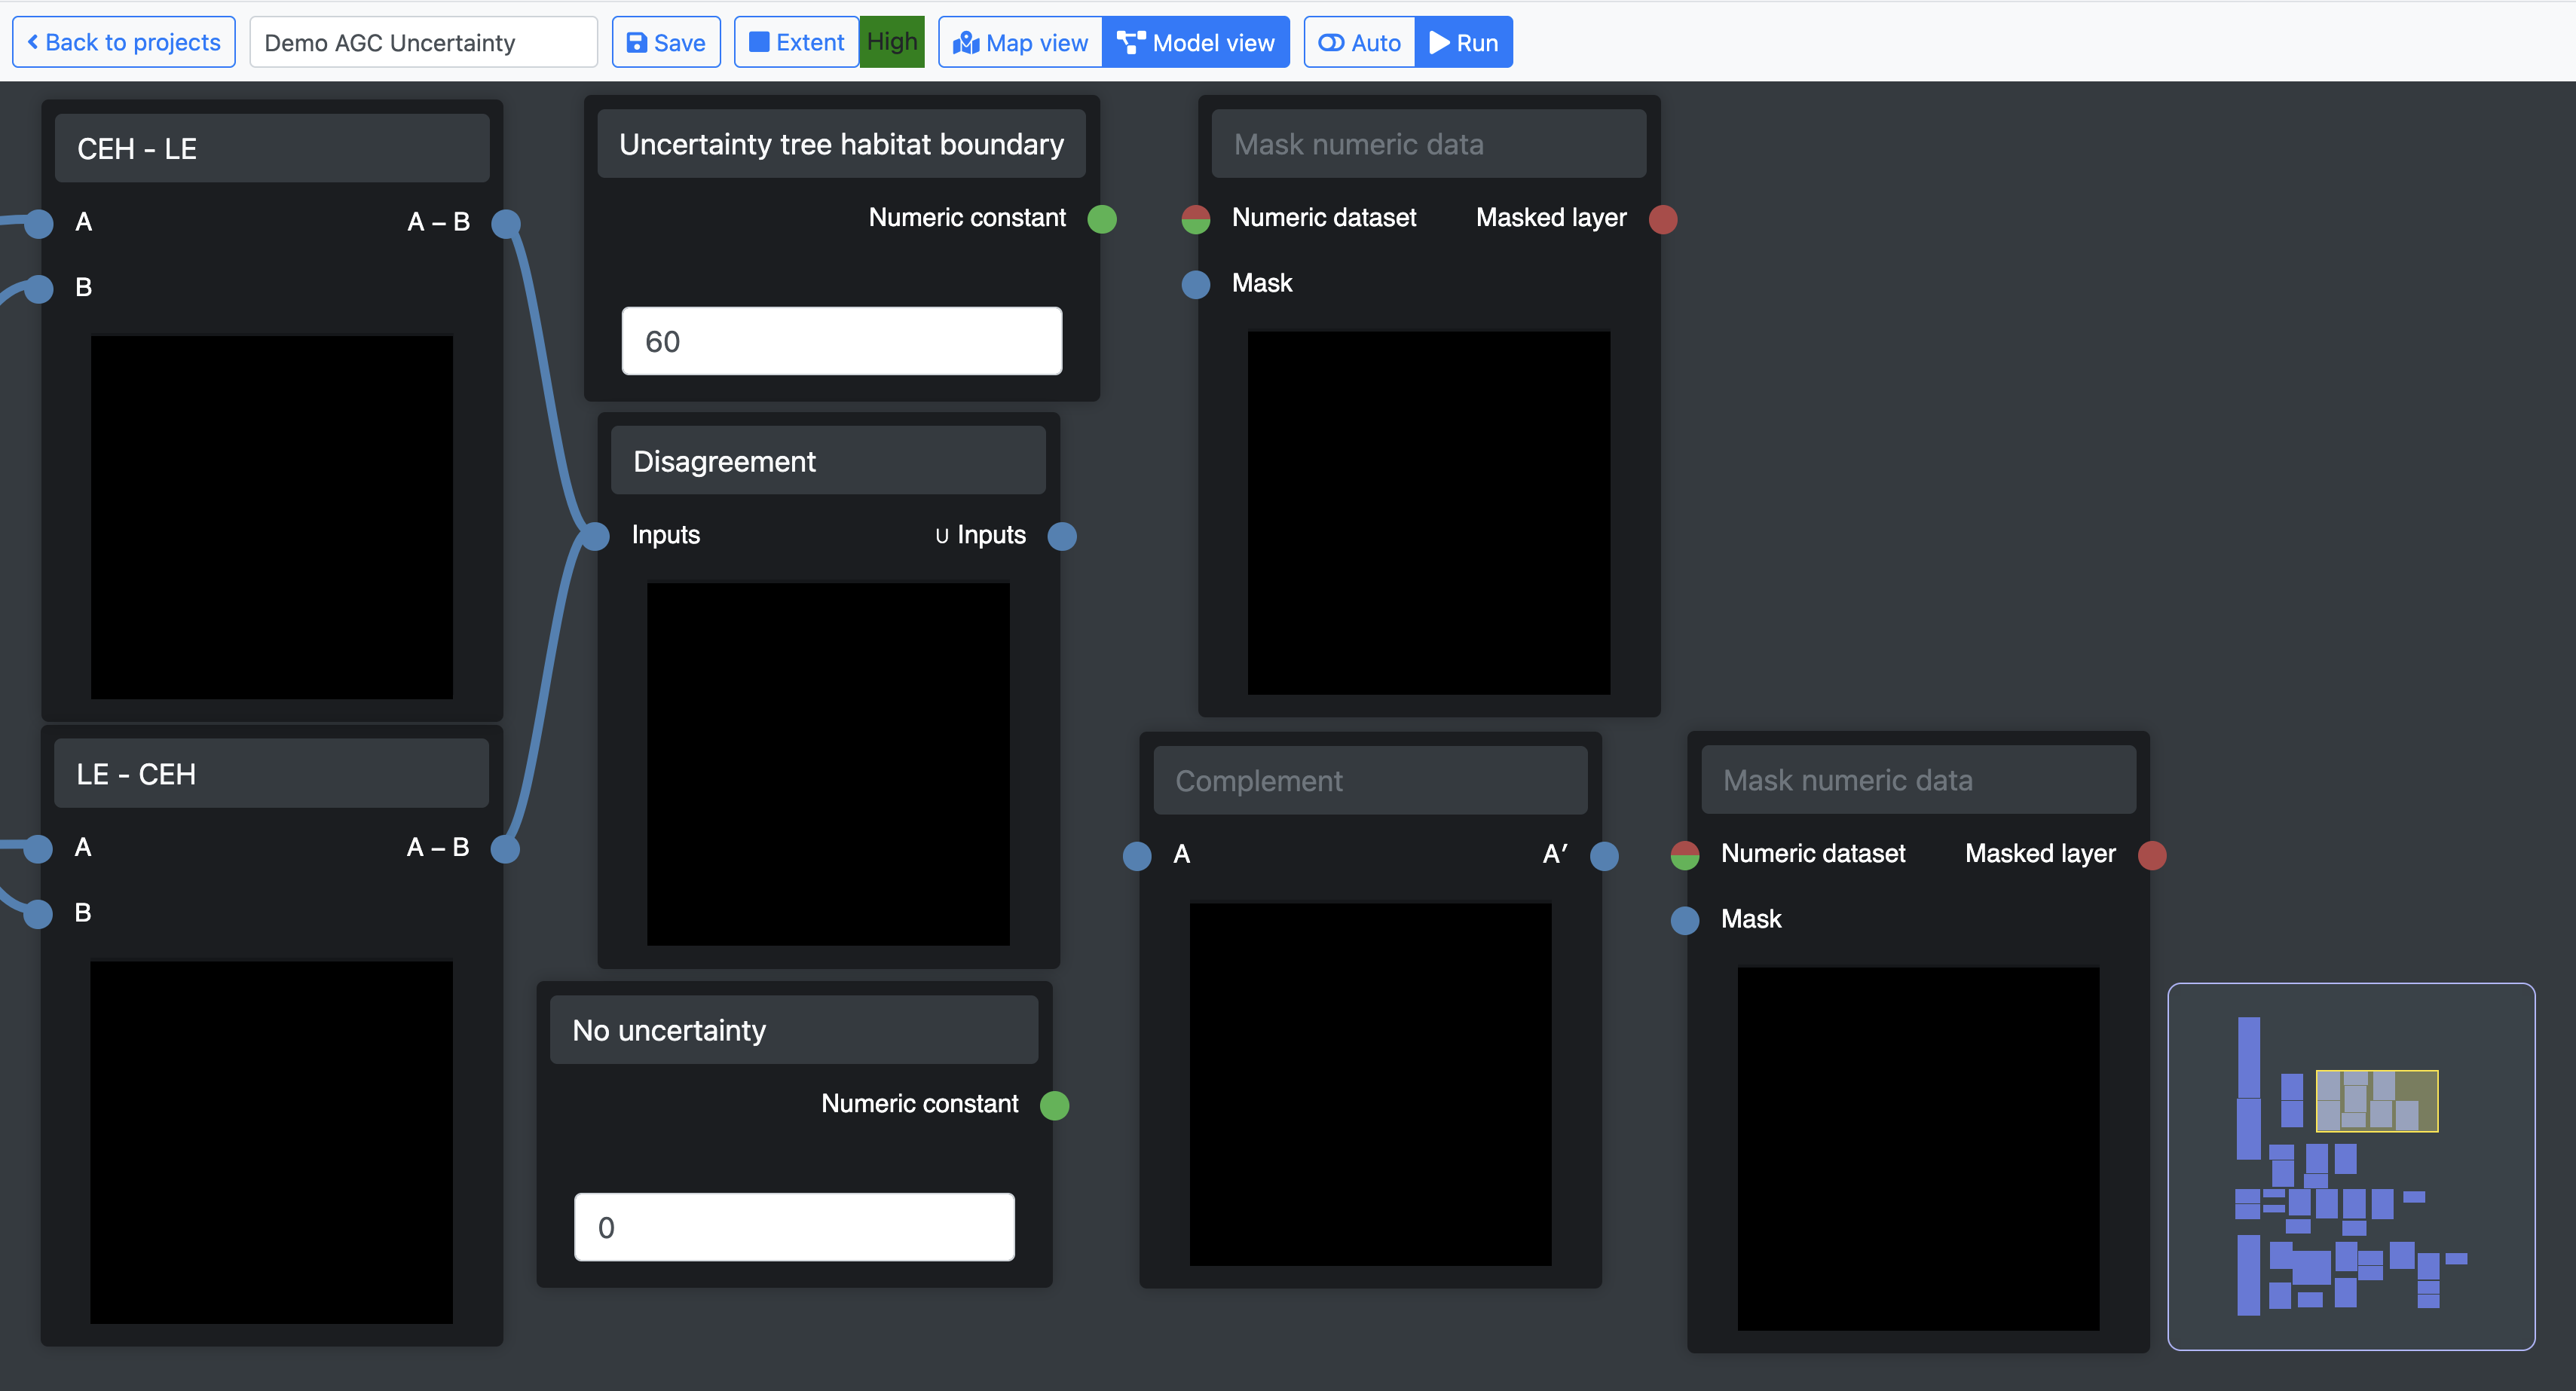 Back to projects
Demo AGC Uncertainty
Save
Extent
High
Map view
Model view
Auto
Run
CEH - LE
A
A – B
B
LE - CEH
A
A – B
B
Uncertainty tree habitat boundary
Numeric constant
60
Disagreement
Inputs
∪ Inputs
No uncertainty
Numeric constant
0
Mask numeric data
Numeric dataset
Masked layer
Mask
Complement
A
A′
Mask numeric data
Numeric dataset
Masked layer
Mask